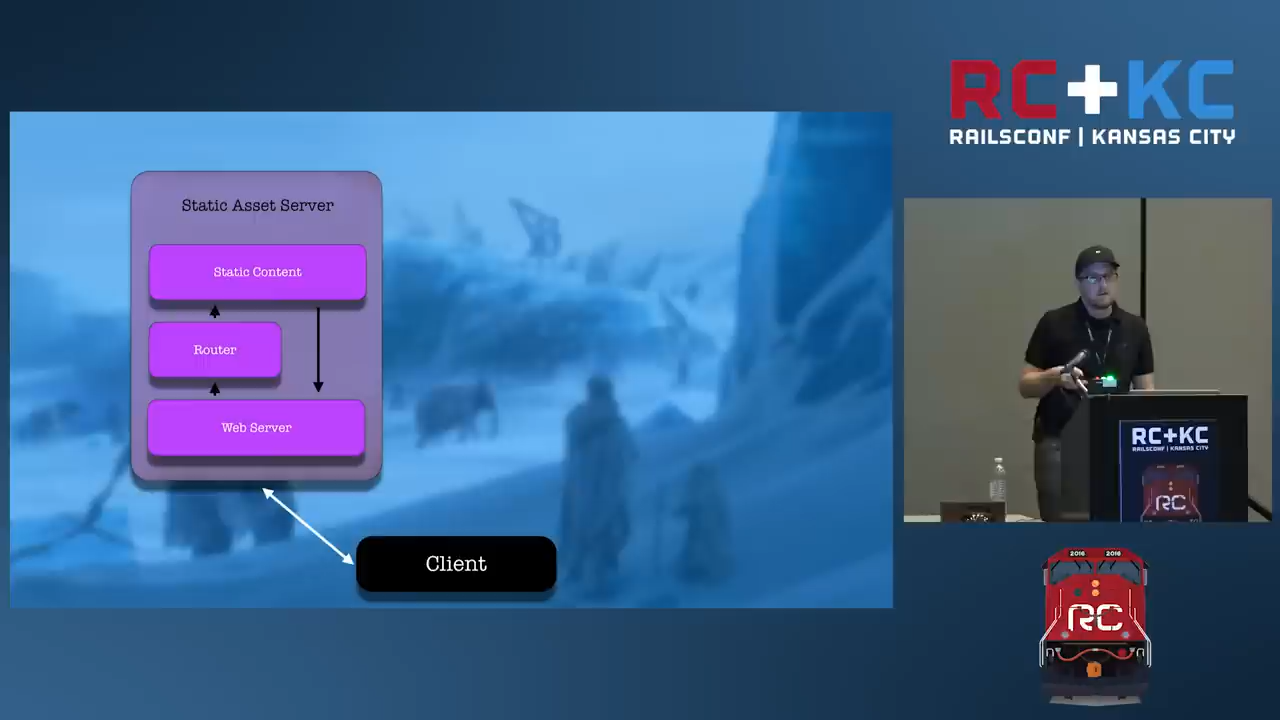 RC+KC
RAILSCONF | KANSAS CITY
Static Asset Server
Static Content
Router
Web Server
Client
RC+KC
RAILSCONF | KANSAS CITY
RC
2016 2016
RC